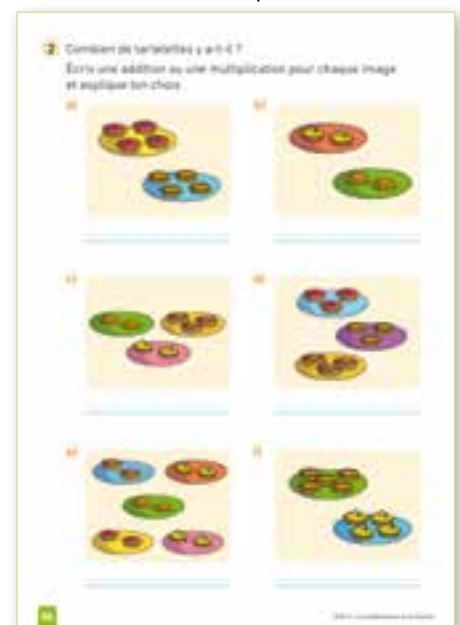 2 Combien de tartelettes y a-t-il ?
Écris une addition ou une multiplication pour chaque image
et explique ton choix.
a)
b)
c)
d)
e)
f)